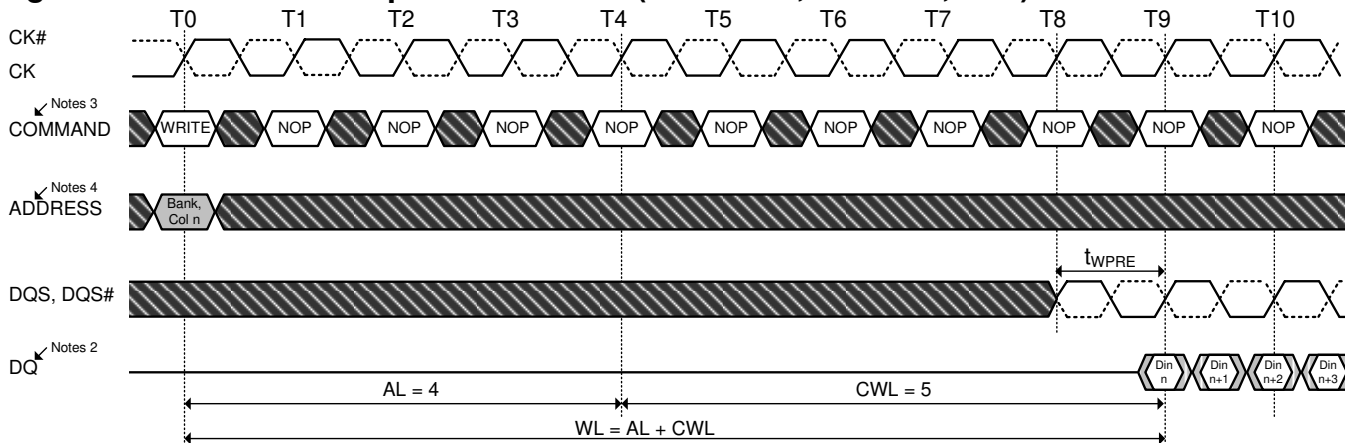 T0 T1 T2 T3 T4 T5 T6 T7 T8 T9 T10
CK#
CK
Notes 3
COMMAND WRITE NOP NOP NOP NOP NOP NOP NOP NOP NOP NOP
Notes 4
ADDRESS
Bank,
Col n
tWPRE
DQS, DQS#
Notes 2
DQ
Din
n
Din
n+1
Din
n+2
Din
n+3
AL = 4 CWL = 5
WL = AL + CWL